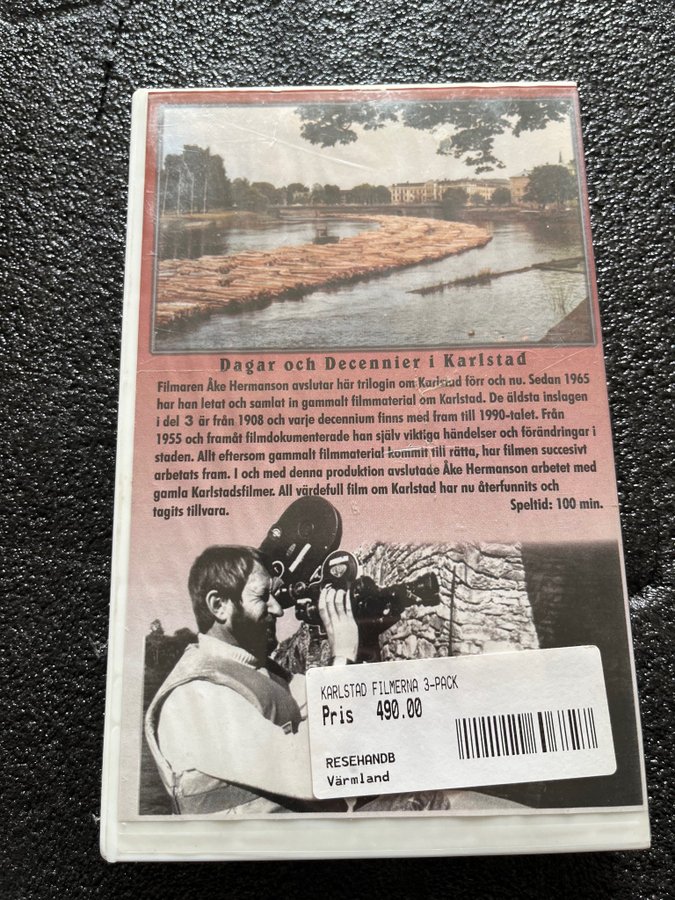 Dagar och Decennier i Karlstad
Filmaren Åke Hermanson avslutar här trilogin om Karlstad förr och nu. Sedan 1965
har han letat och samlat in gammalt filmmaterial om Karlstad. De äldsta inslagen
i del 3 är från 1908 och varje decennium finns med fram till 1990-talet. Från
1955 och framåt filmdokumenterade han själv viktiga händelser och förändringar i
staden. Allt eftersom gammalt filmmaterial kommit till rätta, har filmen succesivt
arbetats fram. I och med denna produktion avslutade Åke Hermanson arbetet med
gamla Karlstadsfilmer. All värdefull film om Karlstad har nu återfunnits och
tagits tillvara. Speltid: 100 min.
KARLSTAD FILMERNA 3-PACK
Pris 490.00
RESEHANDB
Värmland